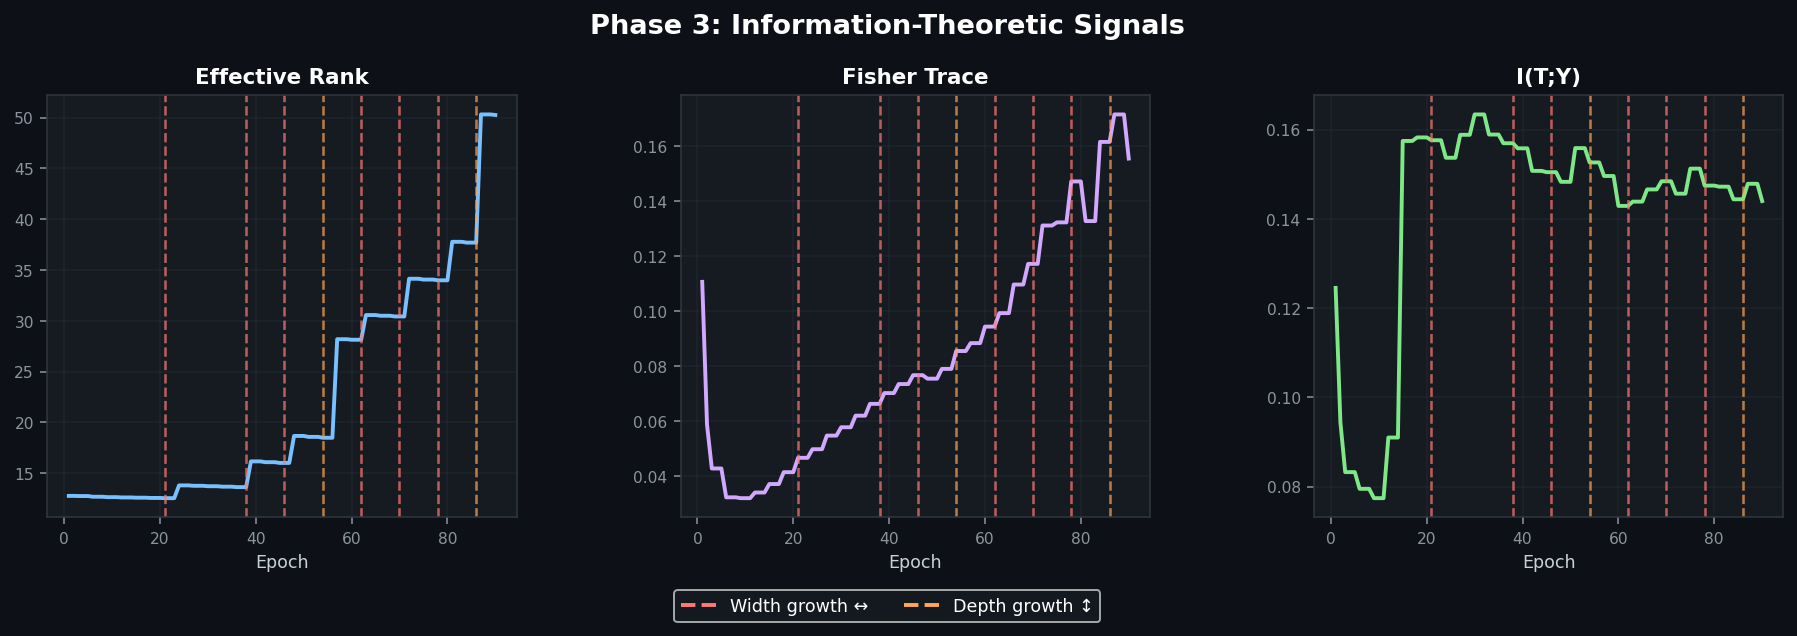 Phase 3: Information-Theoretic Signals
Effective Rank
50
45
40
35
30
25
20
15
0 20 40 60 80
Epoch
Fisher Trace
0.16
0.14
0.12
0.10
0.08
0.06
0.04
0 20 40 60 80
Epoch
I(T;Y)
0.16
0.14
0.12
0.10
0.08
0 20 40 60 80
Epoch
Width growth ↔ Depth growth ↕